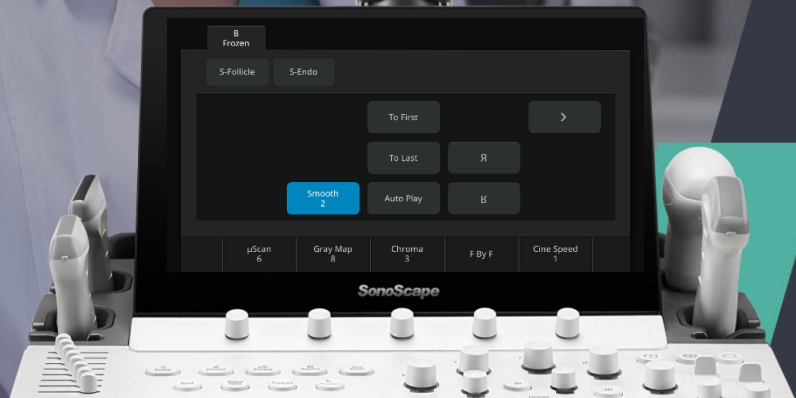 B
Frozen
S-Follicle
S-Endo
To First
>
To Last
Я
Smooth
2
Auto Play
µScan
6
Gray Map
8
Chroma
3
F By F
Cine Speed
1
SonoScape